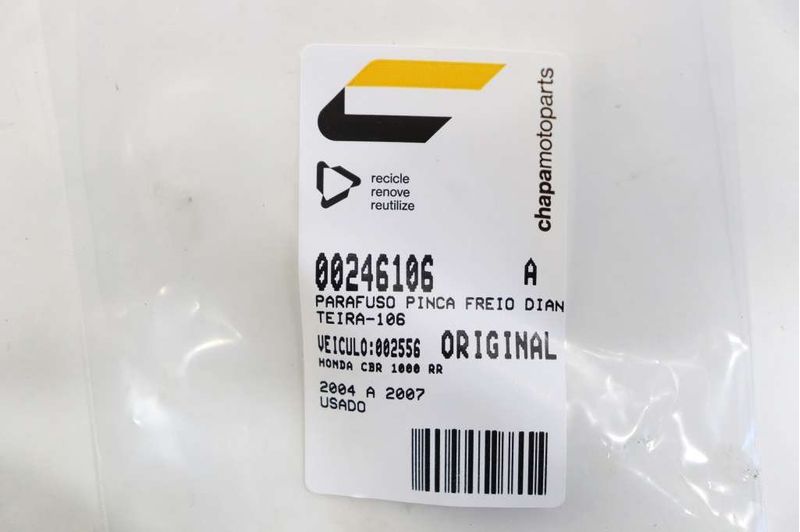 chapamotoparts
recicle
renove
reutilize
00246106 A
PARAFUSO PINCA FREIO DIAN
TEIRA-106
VEICULO:002556 ORIGINAL
HONDA CBR 1000 RR
2004 A 2007
USADO